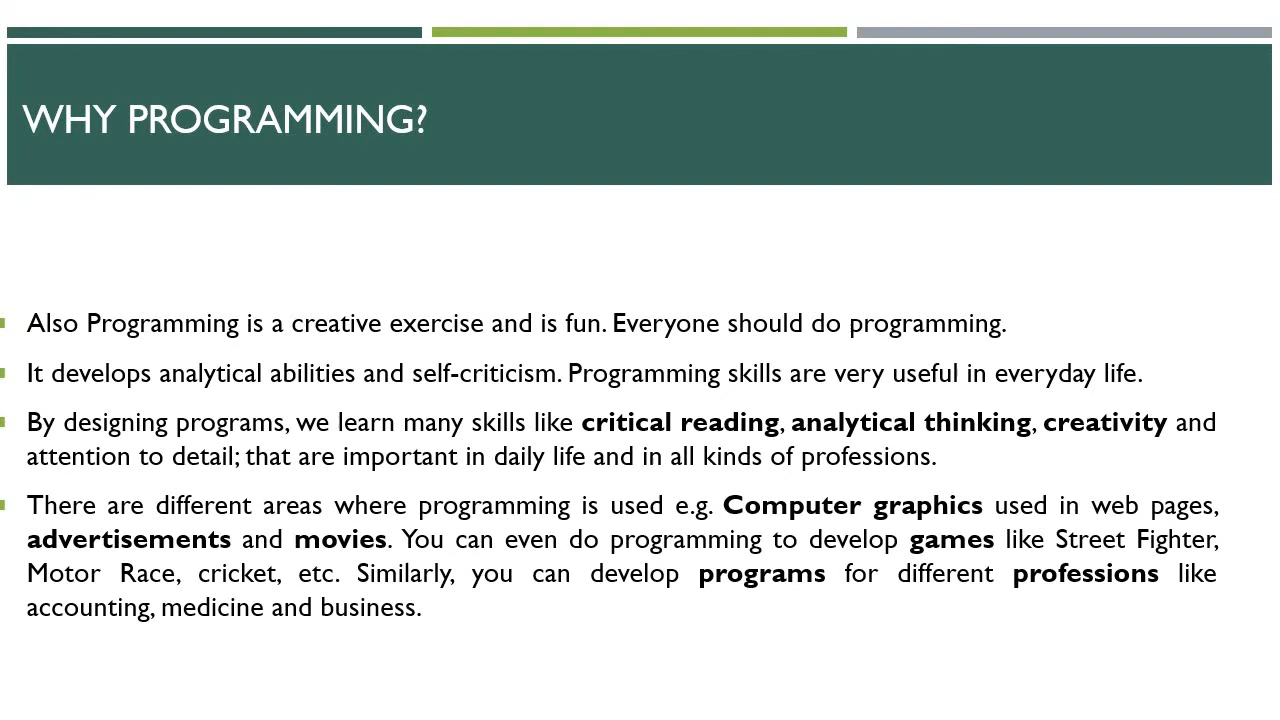 WHY PROGRAMMING?
Also Programming is a creative exercise and is fun. Everyone should do programming.
It develops analytical abilities and self-criticism. Programming skills are very useful in everyday life.
By designing programs, we learn many skills like critical reading, analytical thinking, creativity and
attention to detail; that are important in daily life and in all kinds of professions.
There are different areas where programming is used e.g. Computer graphics used in web pages,
advertisements and movies. You can even do programming to develop games like Street Fighter,
Motor Race, cricket, etc. Similarly, you can develop programs for different professions like
accounting, medicine and business.